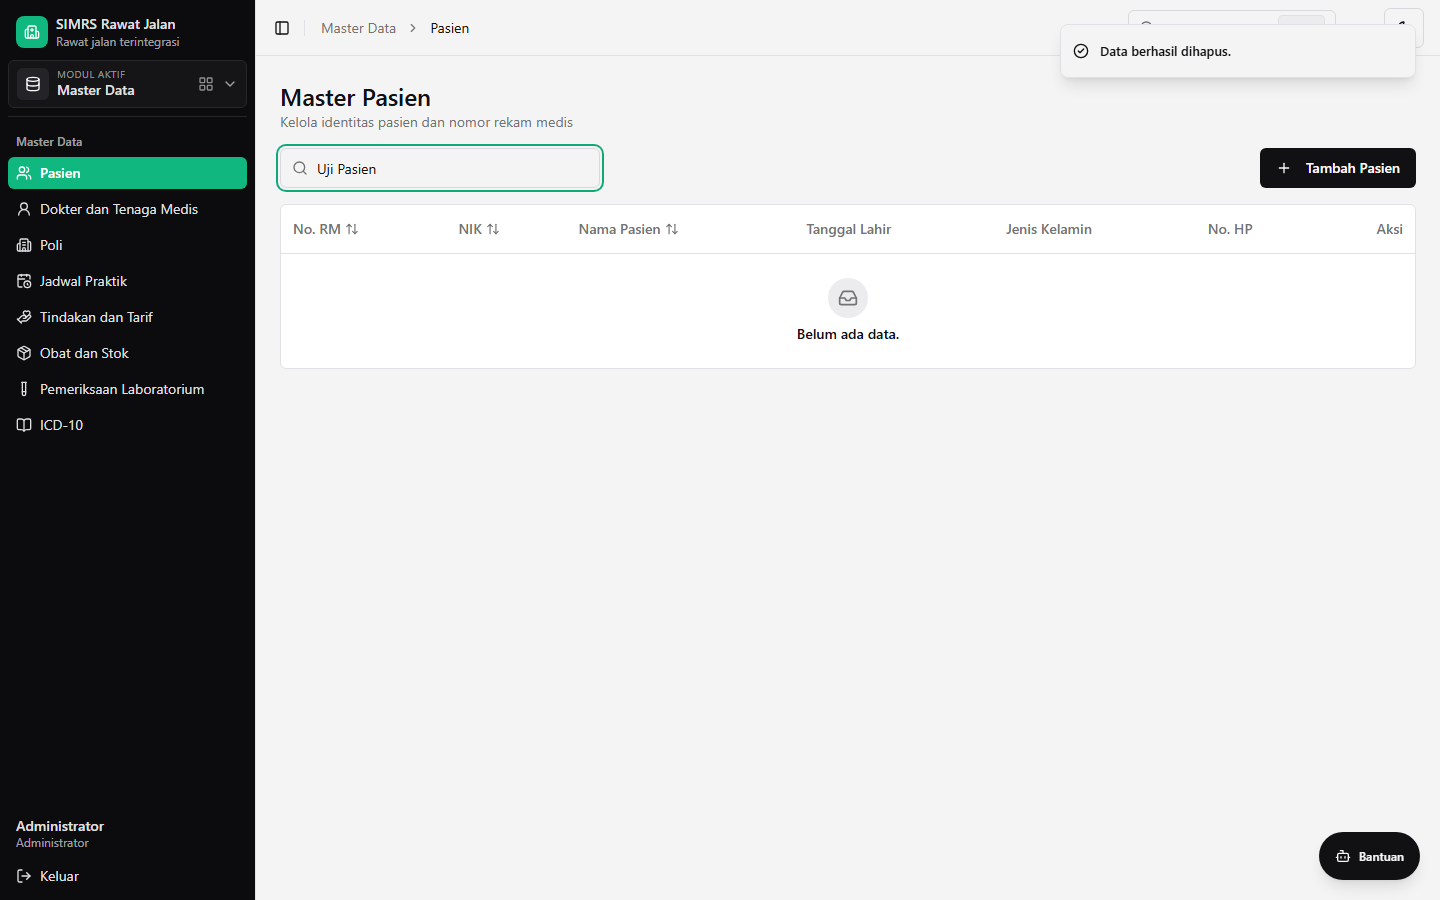 SIMRS Rawat Jalan
Rawat jalan terintegrasi
MODUL AKTIF
Master Data
Master Data
Pasien
Dokter dan Tenaga Medis
Poli
Jadwal Praktik
Tindakan dan Tarif
Obat dan Stok
Pemeriksaan Laboratorium
ICD-10
Administrator
Administrator
Keluar
Master Data > Pasien
Data berhasil dihapus.
Master Pasien
Kelola identitas pasien dan nomor rekam medis
Uji Pasien
Tambah Pasien
No. RM NIK Nama Pasien Tanggal Lahir Jenis Kelamin No. HP Aksi
Belum ada data.
Bantuan